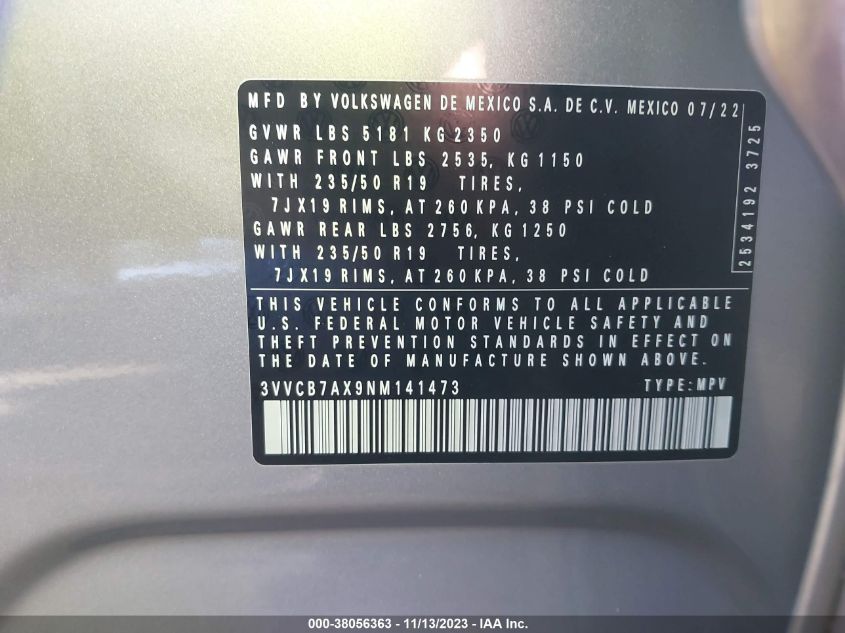 MFD BY VOLKSWAGEN DE MEXICO S.A. DE C.V. MEXICO 07/22
GVWR LBS 5181 KG 2350
GAWR FRONT LBS 2535, KG 1150
WITH 235/50 R19 TIRES,
7JX19 RIMS, AT 260 KPA, 38 PSI COLD
GAWR REAR LBS 2756, KG 1250
WITH 235/50 R19 TIRES,
7JX19 RIMS, AT 260 KPA, 38 PSI COLD
2534192 3725
THIS VEHICLE CONFORMS TO ALL APPLICABLE
U.S. FEDERAL MOTOR VEHICLE SAFETY AND
THEFT PREVENTION STANDARDS IN EFFECT ON
THE DATE OF MANUFACTURE SHOWN ABOVE.
3VVCB7AX9NM141473 TYPE:MPV
000-38056363 - 11/13/2023 - IAA Inc.